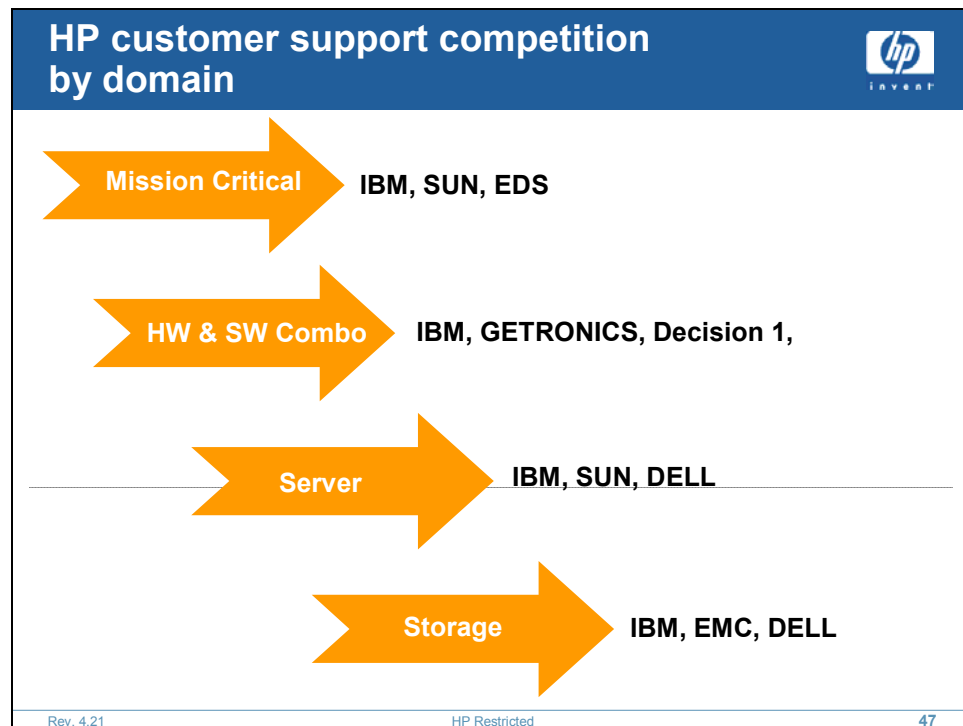 HP customer support competition
by domain
hp
invent
Mission Critical
IBM, SUN, EDS
HW & SW Combo
IBM, GETRONICS, Decision 1,
Server
IBM, SUN, DELL
Storage
IBM, EMC, DELL
Rev. 4.21
HP Restricted
47